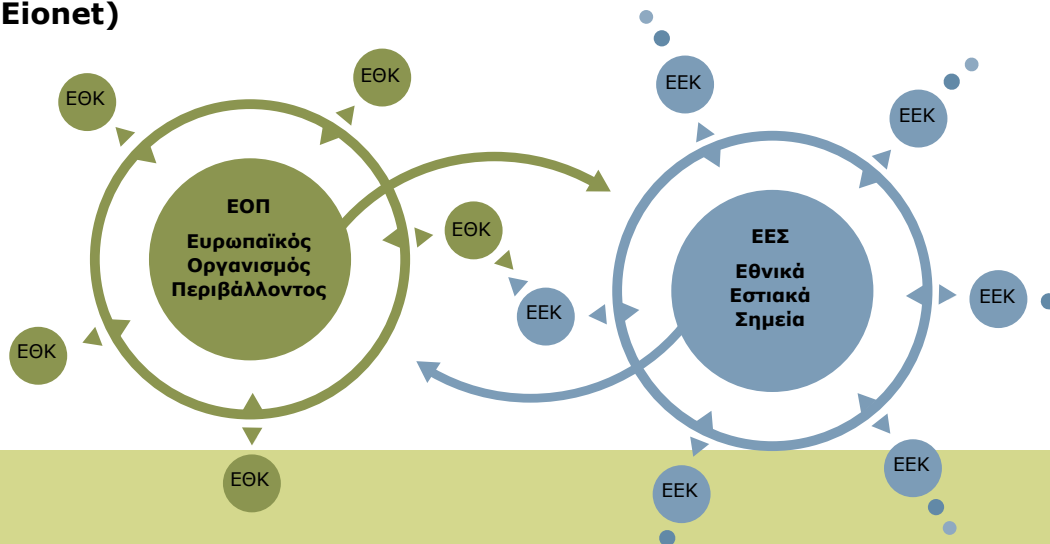 Eionet)
ΕΘΚ
ΕΘΚ
ΕΟΠ
Ευρωπαϊκός
Οργανισμός
Περιβάλλοντος
ΕΘΚ
ΕΘΚ
ΕΘΚ
ΕΕΚ
ΕΕΚ
ΕΕΚ
ΕΕΣ
Εθνικά
Εστιακά
Σημεία
ΕΕΚ
ΕΕΚ
ΕΕΚ